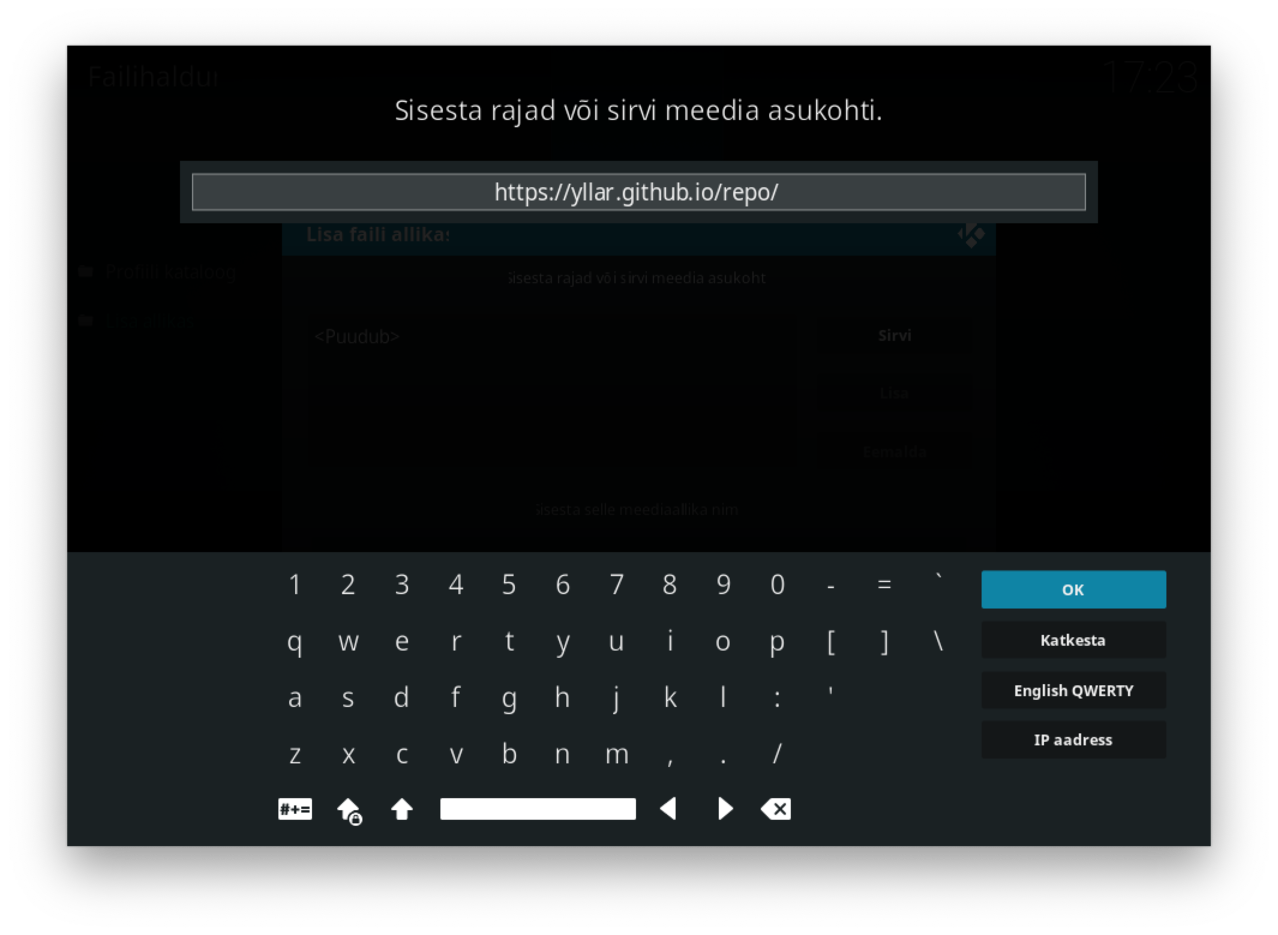 Failihaldur
17:23
Sisesta rajad või sirvi meedia asukohti.
https://yllar.github.io/repo/
Lisa faili allikas
Profiili kataloog
Sisesta rajad või sirvi meedia asukoht
<Puudub>
Sirvi
Lisa
Eemalda
Sisesta selle meediaallika nim
1 2 3 4 5 6 7 8 9 0 - = `
OK
q w e r t y u i o p [ ] \
Katkesta
a s d f g h j k l : '
English QWERTY
z x c v b n m , . /
IP aadress
#+=